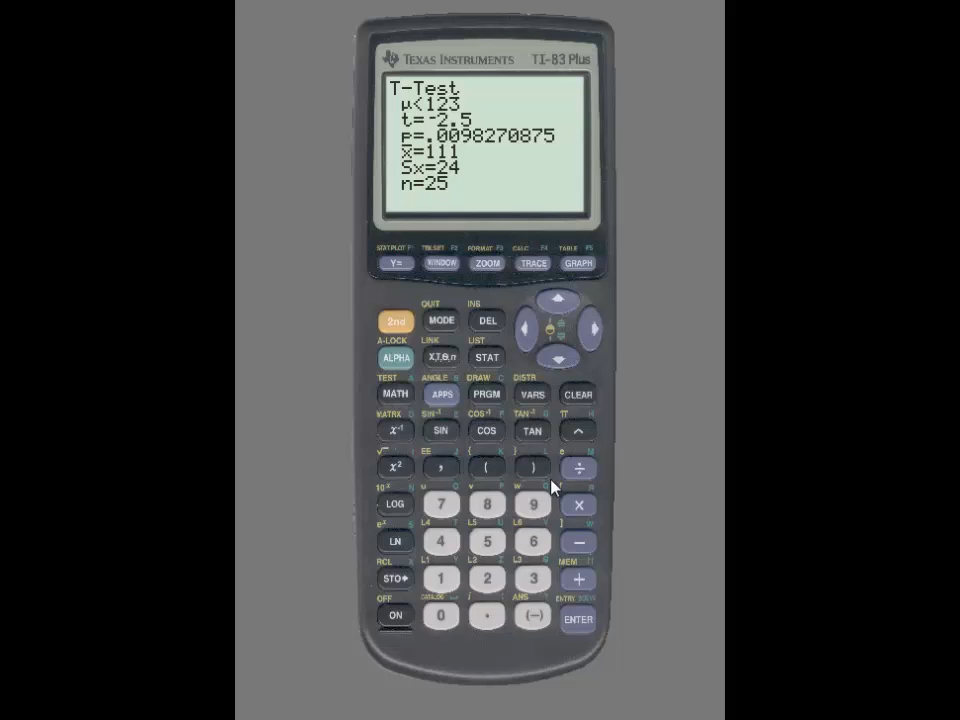 TEXAS INSTRUMENTS TI-83 Plus
T-Test
μ<123
t=-2.5
p=.0098270875
x̄=111
Sx=24
n=25
STAT PLOT F1 TBLSET F2 FORMAT F3 CALC F4 TABLE F5
Y= WINDOW ZOOM TRACE GRAPH
QUIT INS
2nd MODE DEL
A-LOCK LINK LIST
ALPHA X,T,Θ,n STAT
TEST A ANGLE B DRAW C DISTR
MATH APPS PRGM VARS CLEAR
MATRX D SIN-1 E COS-1 F TAN-1 G π H
x-1 SIN COS TAN ^
√ EE { K } L e M
x2 , ( ) ÷
10x N u O v P w Q R
LOG 7 8 9 ×
ex S L4 T L5 U L6 V ] W
LN 4 5 6 −
RCL X L1 Y L2 Z L3 MEM
STO 1 2 3 +
OFF CATALOG i : ANS ? ENTRY SOLVE
ON 0 . (−) ENTER